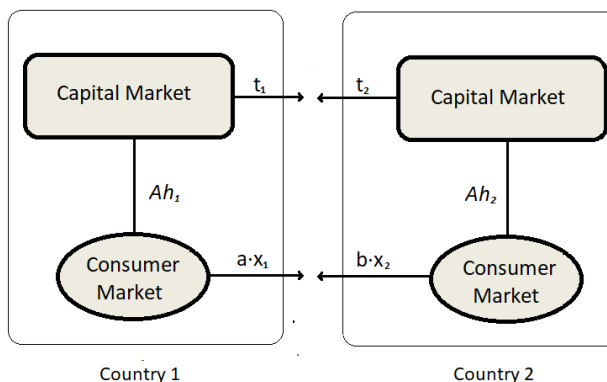 Capital Market
t₁
t₂
Capital Market
Ah₁
Ah₂
Consumer
Market
a·x₁
b·x₂
Consumer
Market
Country 1
Country 2